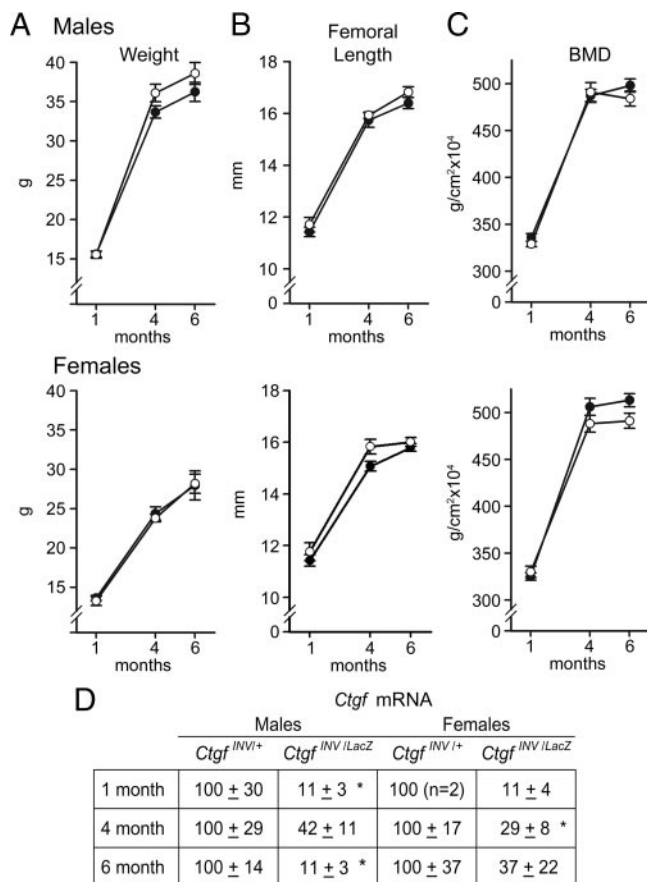 A Males
Weight
40
35
30
25
20
15
g
1 4 6
months
B
Femoral
Length
18
16
14
12
10
0
mm
1 4 6
months
C
BMD
500
450
400
350
300
0
g/cm²x10⁴
1 4 6
months
Females
40
35
30
25
20
15
g
1 4 6
months
18
16
14
12
10
0
mm
1 4 6
months
500
450
400
350
300
0
g/cm²x10⁴
1 4 6
months
D Ctgf mRNA
Males Females
Ctgf INV/+ Ctgf INV/LacZ Ctgf INV/+ Ctgf INV/LacZ
1 month 100 ± 30 11 ± 3 * 100 (n=2) 11 ± 4
4 month 100 ± 29 42 ± 11 100 ± 17 29 ± 8 *
6 month 100 ± 14 11 ± 3 * 100 ± 37 37 ± 22